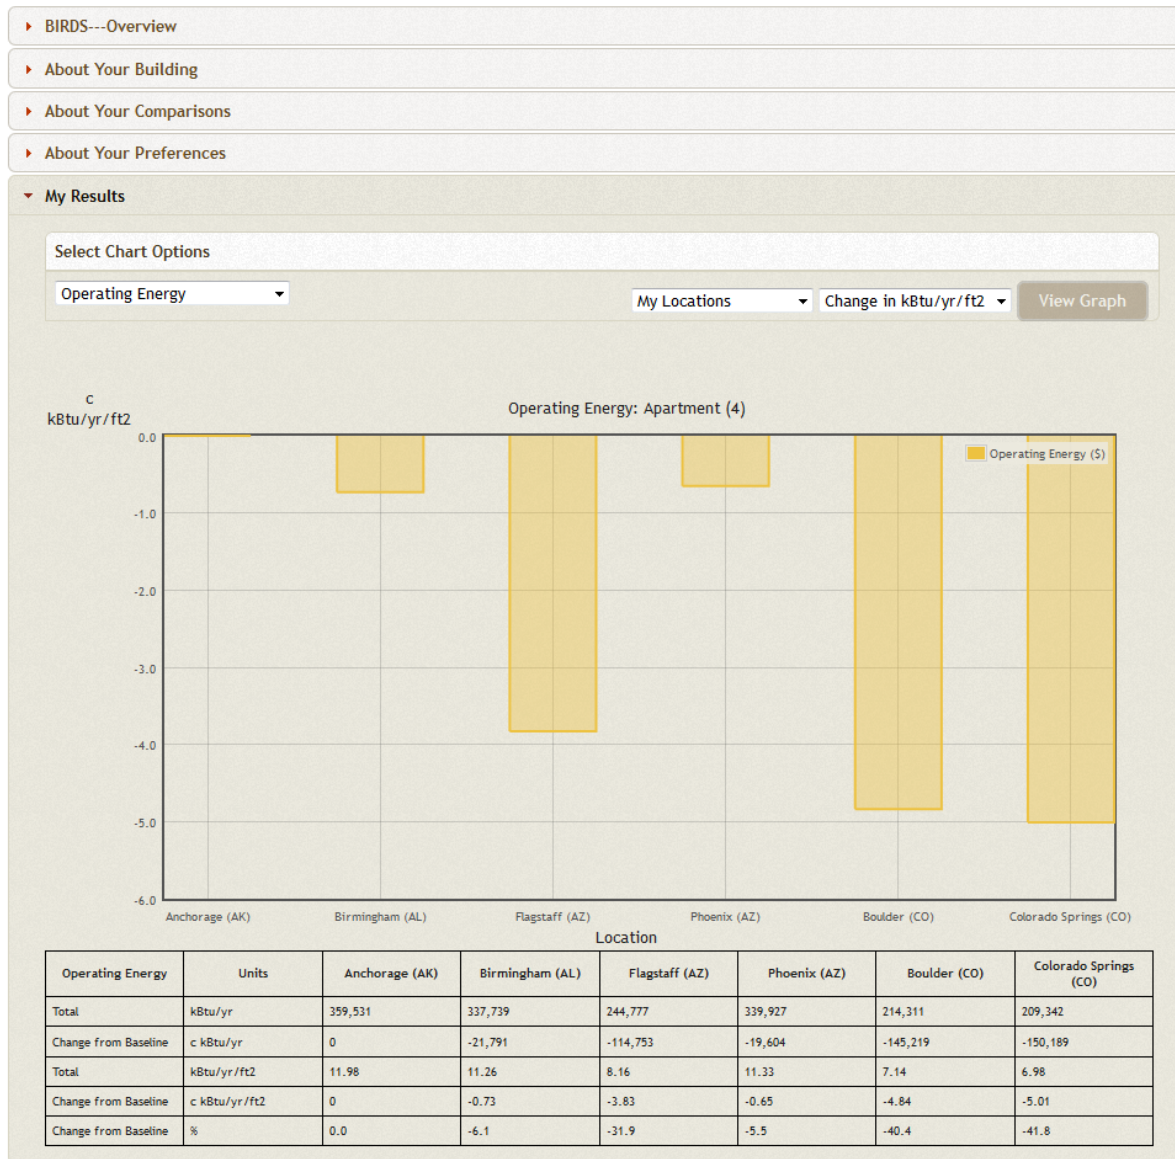 BIRDS---Overview
About Your Building
About Your Comparisons
About Your Preferences
My Results
Select Chart Options
Operating Energy
My Locations Change in kBtu/yr/ft2 View Graph
c
kBtu/yr/ft2
Operating Energy: Apartment (4)
Operating Energy ($)
0.0
-1.0
-2.0
-3.0
-4.0
-5.0
-6.0
Anchorage (AK) Birmingham (AL) Flagstaff (AZ) Phoenix (AZ) Boulder (CO) Colorado Springs (CO)
Location
Operating Energy Units Anchorage (AK) Birmingham (AL) Flagstaff (AZ) Phoenix (AZ) Boulder (CO) Colorado Springs (CO)
Total kBtu/yr 359,531 337,739 244,777 339,927 214,311 209,342
Change from Baseline c kBtu/yr 0 -21,791 -114,753 -19,604 -145,219 -150,189
Total kBtu/yr/ft2 11.98 11.26 8.16 11.33 7.14 6.98
Change from Baseline c kBtu/yr/ft2 0 -0.73 -3.83 -0.65 -4.84 -5.01
Change from Baseline % 0.0 -6.1 -31.9 -5.5 -40.4 -41.8